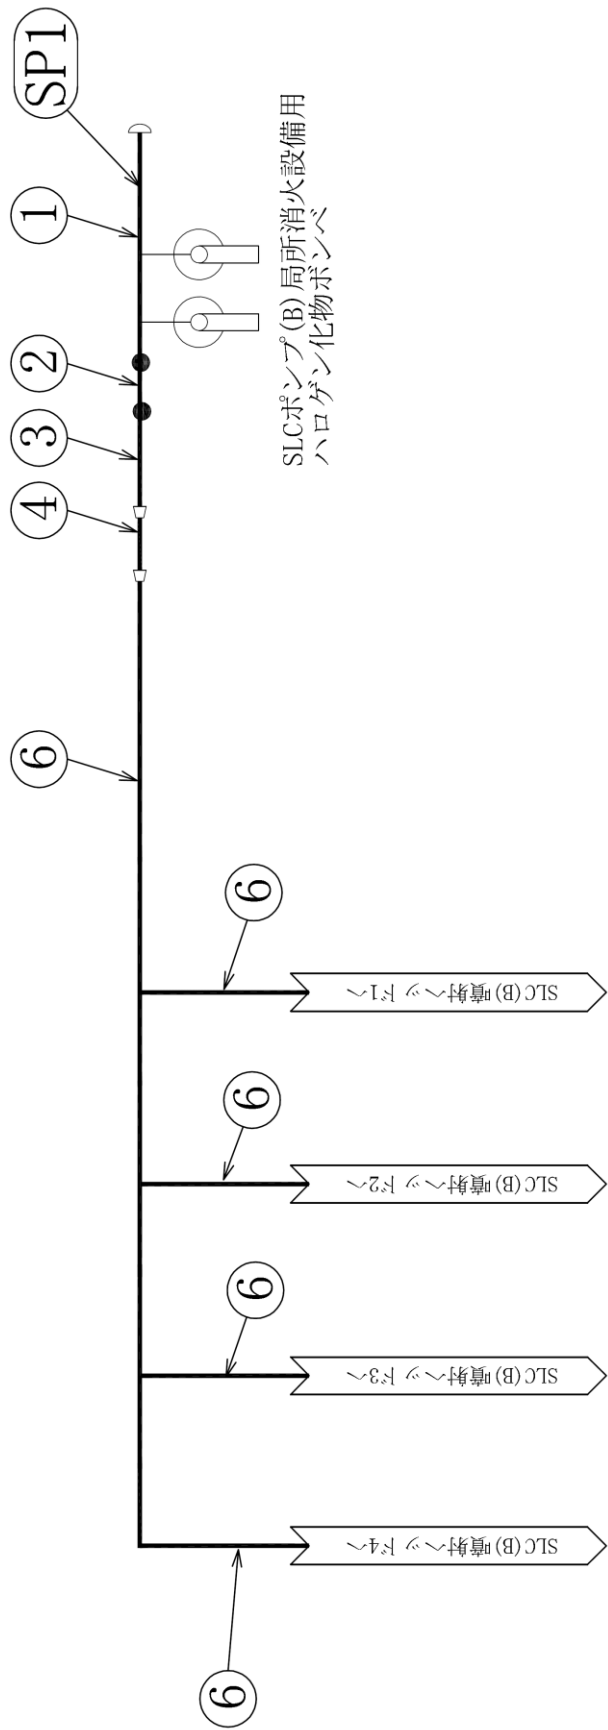 SP1
①
②
③
④
⑥
SLCポンプ(B)局所消火設備用
ハロゲン化物ボンベ
⑥
SLC(B)噴射ヘッド1へ
⑥
SLC(B)噴射ヘッド2へ
⑥
SLC(B)噴射ヘッド3へ
⑥
SLC(B)噴射ヘッド4へ